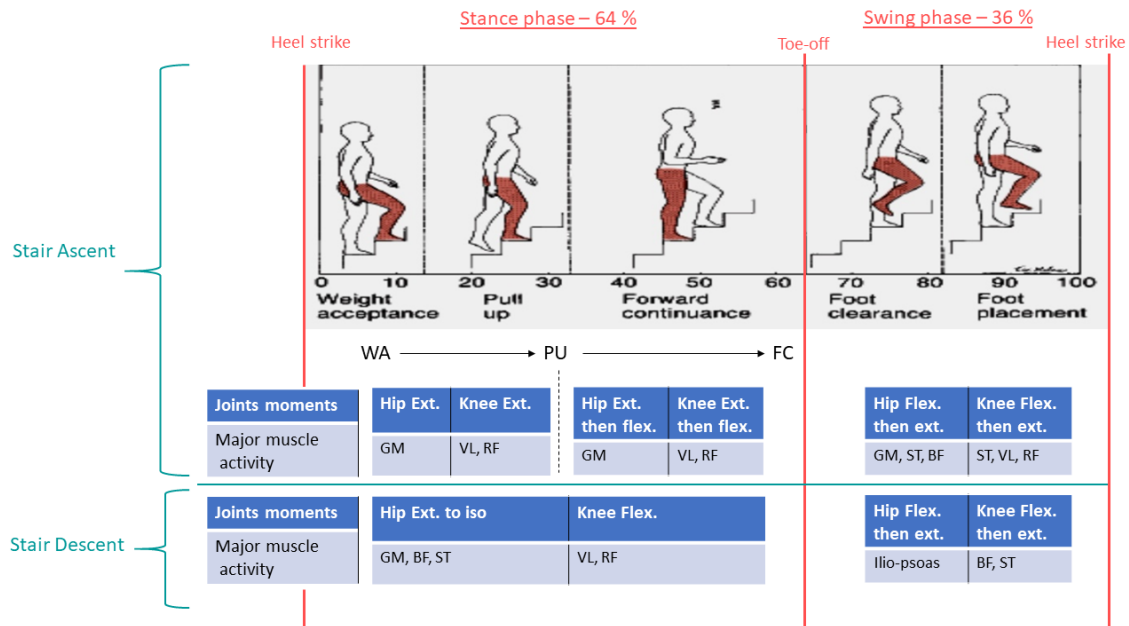 Stance phase – 64 %
Swing phase – 36 %
Heel strike
Toe-off
Heel strike
Stair Ascent
0 10 20 30 40 50 60 70 80 90 100
Weight acceptance
Pull up
Forward continuance
Foot clearance
Foot placement
WA PU FC
Joints moments
Hip Ext.
Knee Ext.
Hip Ext. then flex.
Knee Ext. then flex.
Hip Flex. then ext.
Knee Flex. then ext.
Major muscle activity
GM
VL, RF
GM
VL, RF
GM, ST, BF
ST, VL, RF
Stair Descent
Joints moments
Hip Ext. to iso
Knee Flex.
Hip Flex. then ext.
Knee Flex. then ext.
Major muscle activity
GM, BF, ST
VL, RF
Ilio-psoas
BF, ST